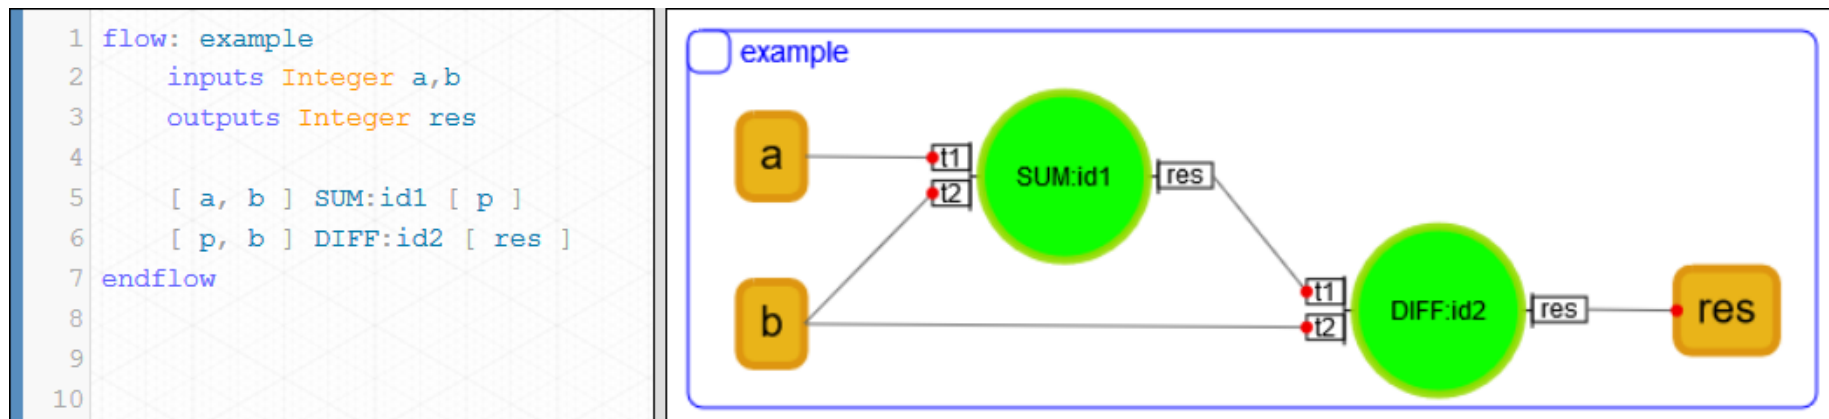 1 flow: example
2 inputs Integer a,b
3 outputs Integer res
4
5 [ a, b ] SUM:id1 [ p ]
6 [ p, b ] DIFF:id2 [ res ]
7 endflow
8
9
10
example
a
t1
t2
SUM:id1
res
b
t1
t2
DIFF:id2
res
res